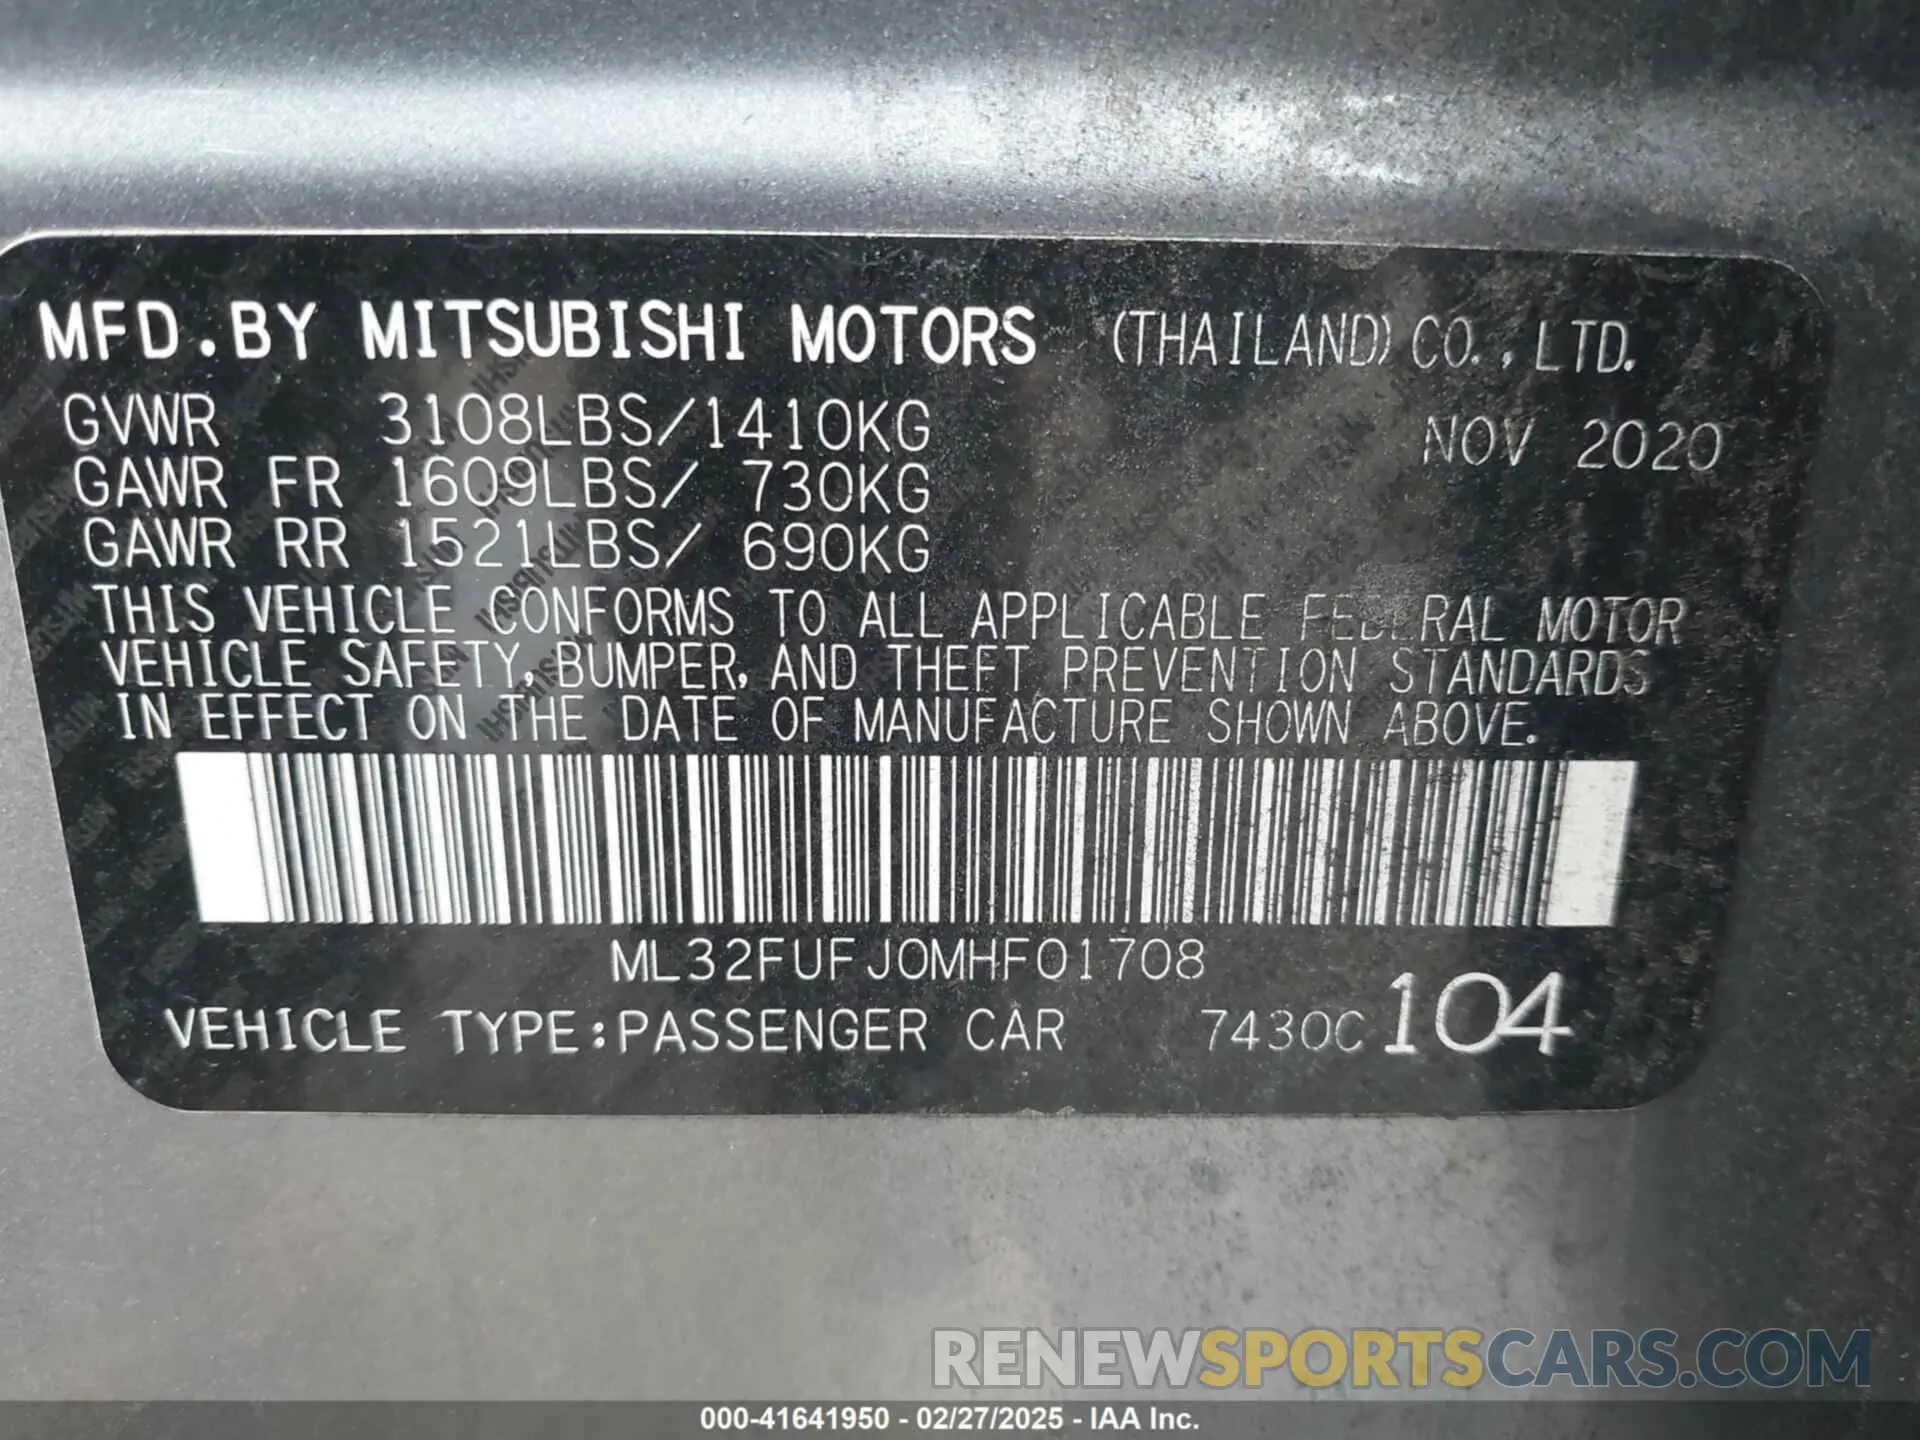 MFD.BY MITSUBISHI MOTORS (THAILAND) CO.,LTD.
GVWR 3108LBS/1410KG NOV 2020
GAWR FR 1609LBS/ 730KG
GAWR RR 1521LBS/ 690KG
THIS VEHICLE CONFORMS TO ALL APPLICABLE FEDERAL MOTOR
VEHICLE SAFETY, BUMPER, AND THEFT PREVENTION STANDARDS
IN EFFECT ON THE DATE OF MANUFACTURE SHOWN ABOVE.
ML32FUFJ0MHF01708
VEHICLE TYPE:PASSENGER CAR 7430C 104
RENEWSPORTSCARS.COM
000-41641950 - 02/27/2025 - IAA Inc.